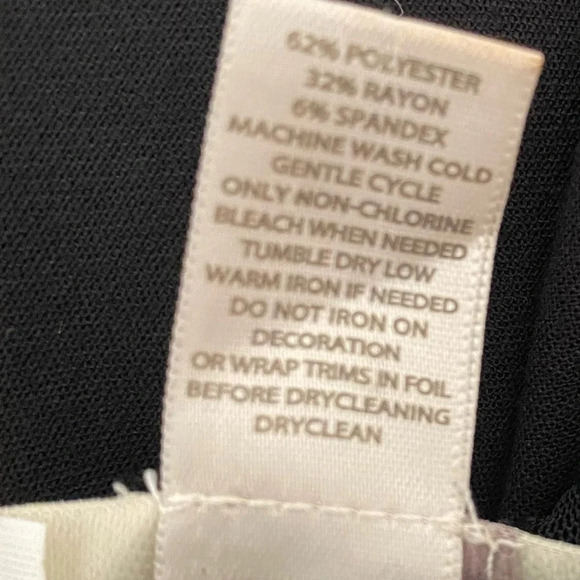 62% POLYESTER
32% RAYON
6% SPANDEX
MACHINE WASH COLD
GENTLE CYCLE
ONLY NON-CHLORINE
BLEACH WHEN NEEDED
TUMBLE DRY LOW
WARM IRON IF NEEDED
DO NOT IRON ON
DECORATION
OR WRAP TRIMS IN FOIL
BEFORE DRYCLEANING
DRYCLEAN